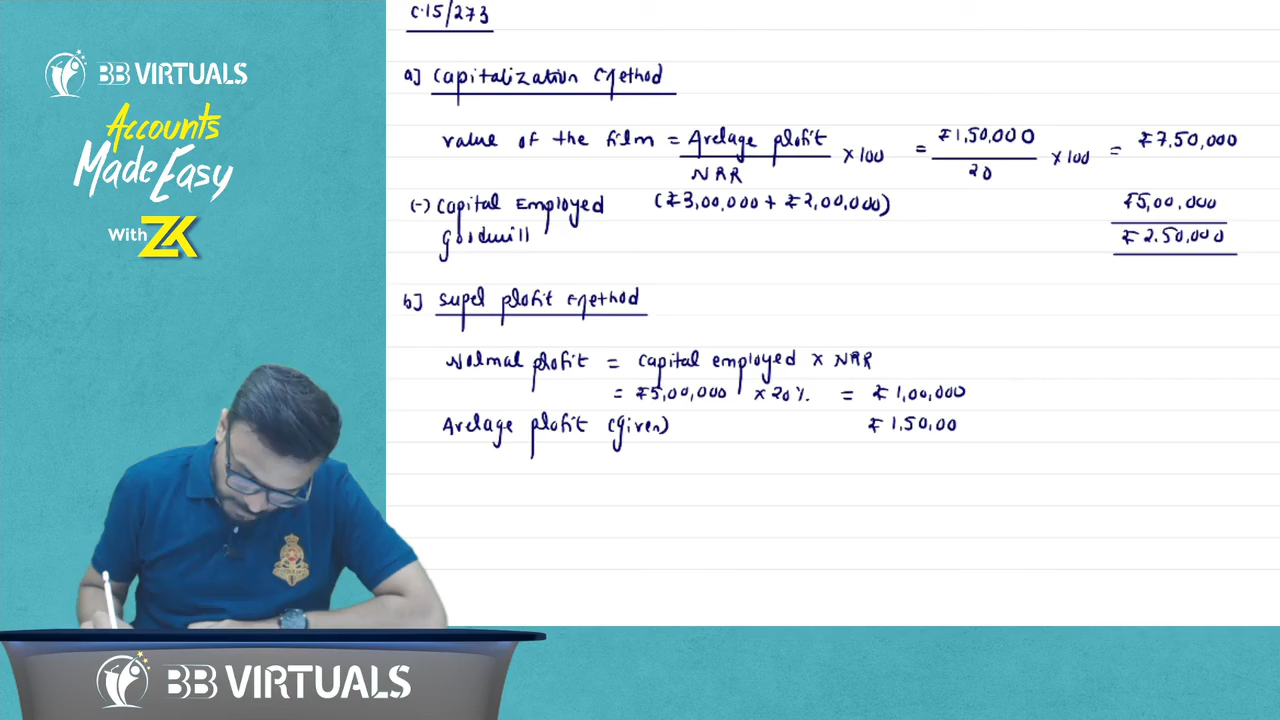 BB VIRTUALS
Accounts
Made Easy
With ZK
C.15/273
a] Capitalization Method
Value of the film = Average profit / NRR × 100 = ₹1,50,000 / 20 × 100 = ₹7,50,000
(-) Capital Employed (₹3,00,000 + ₹2,00,000) ₹5,00,000
Goodwill ₹2.50,000
b] Super profit Method
Normal profit = Capital employed × NRR
= ₹5,00,000 × 20% = ₹1,00,000
Average profit (Given) ₹1,50,00
BB VIRTUALS